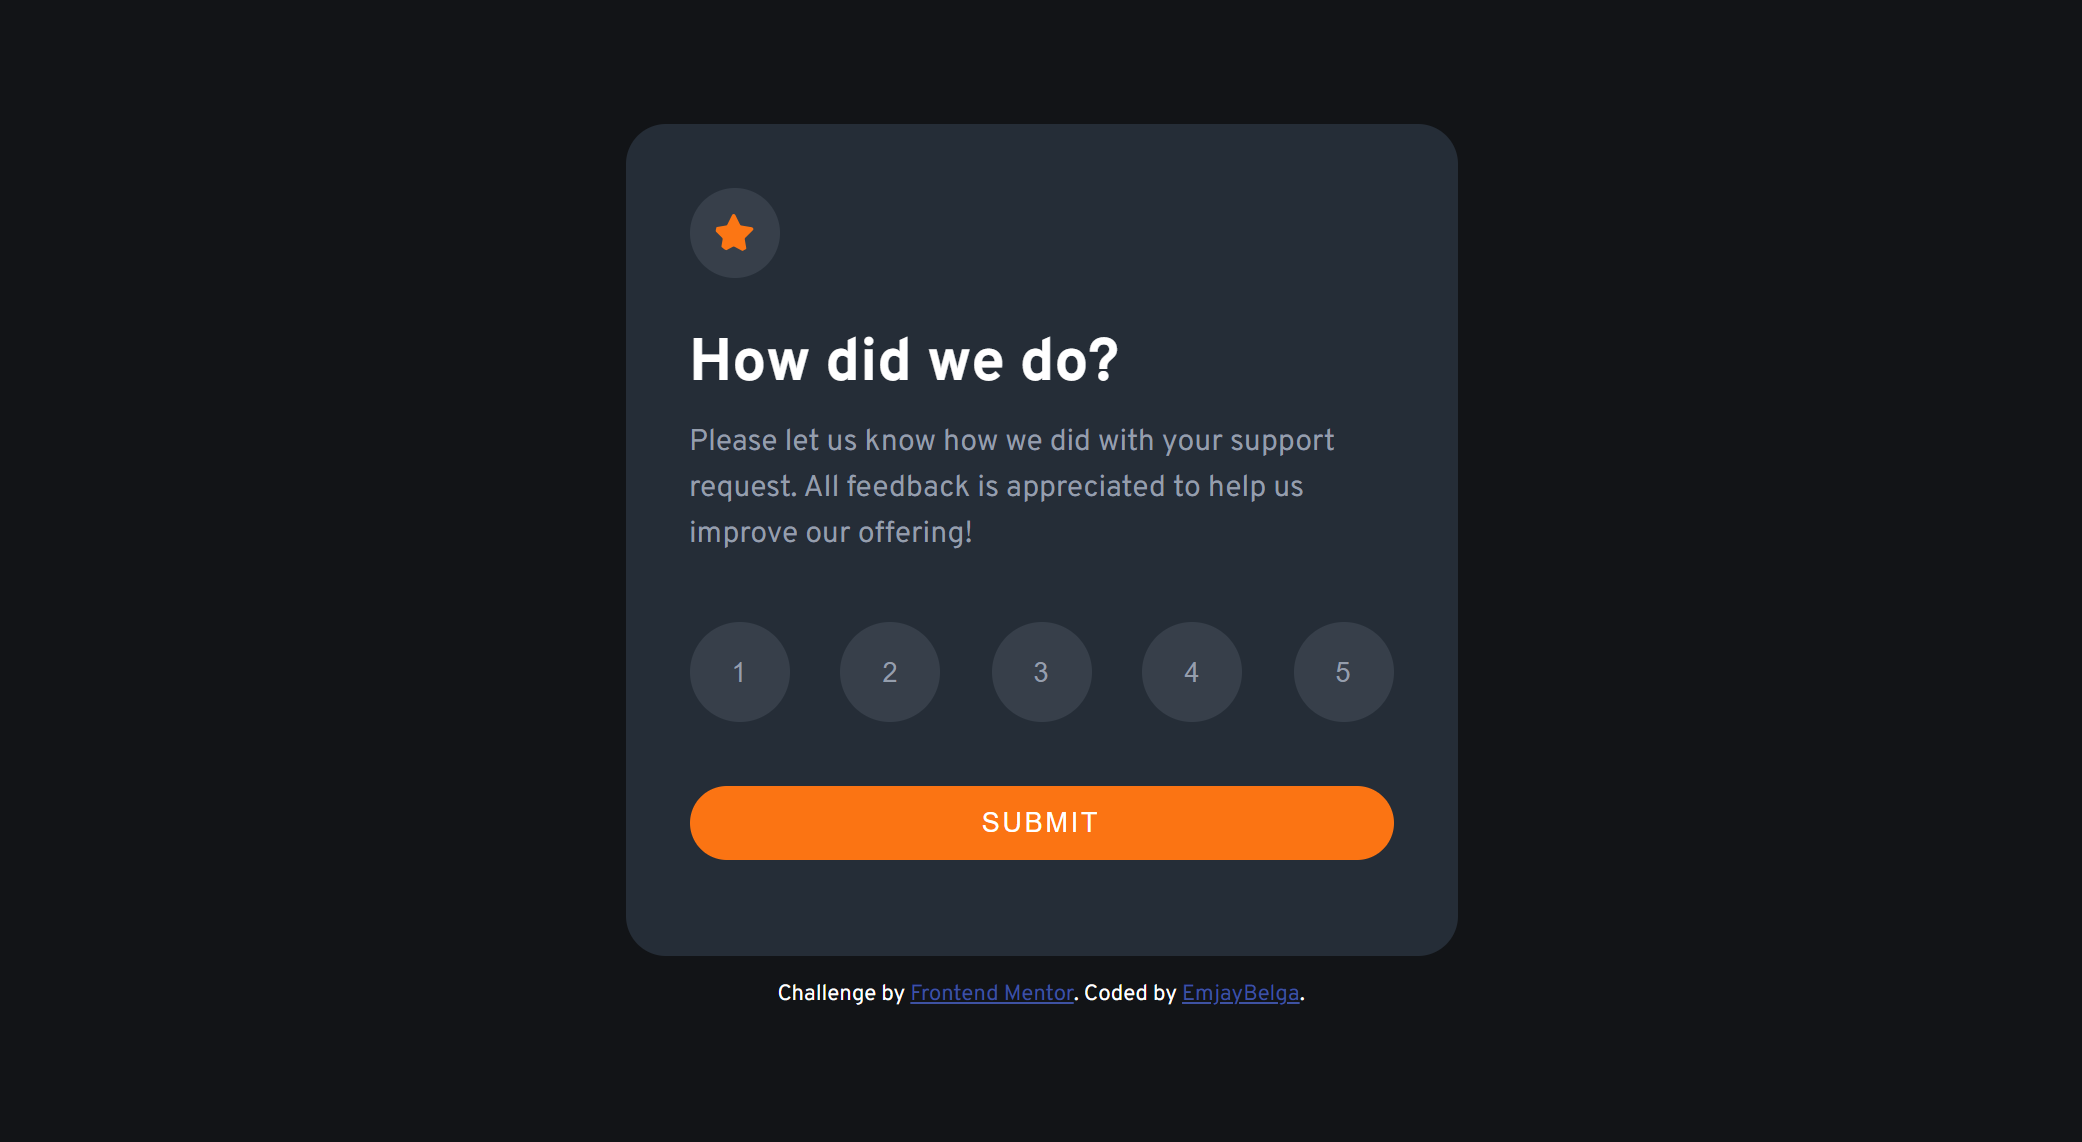 How did we do?
Please let us know how we did with your support
request. All feedback is appreciated to help us
improve our offering!
1 2 3 4 5
SUBMIT
Challenge by Frontend Mentor. Coded by EmjayBelga.